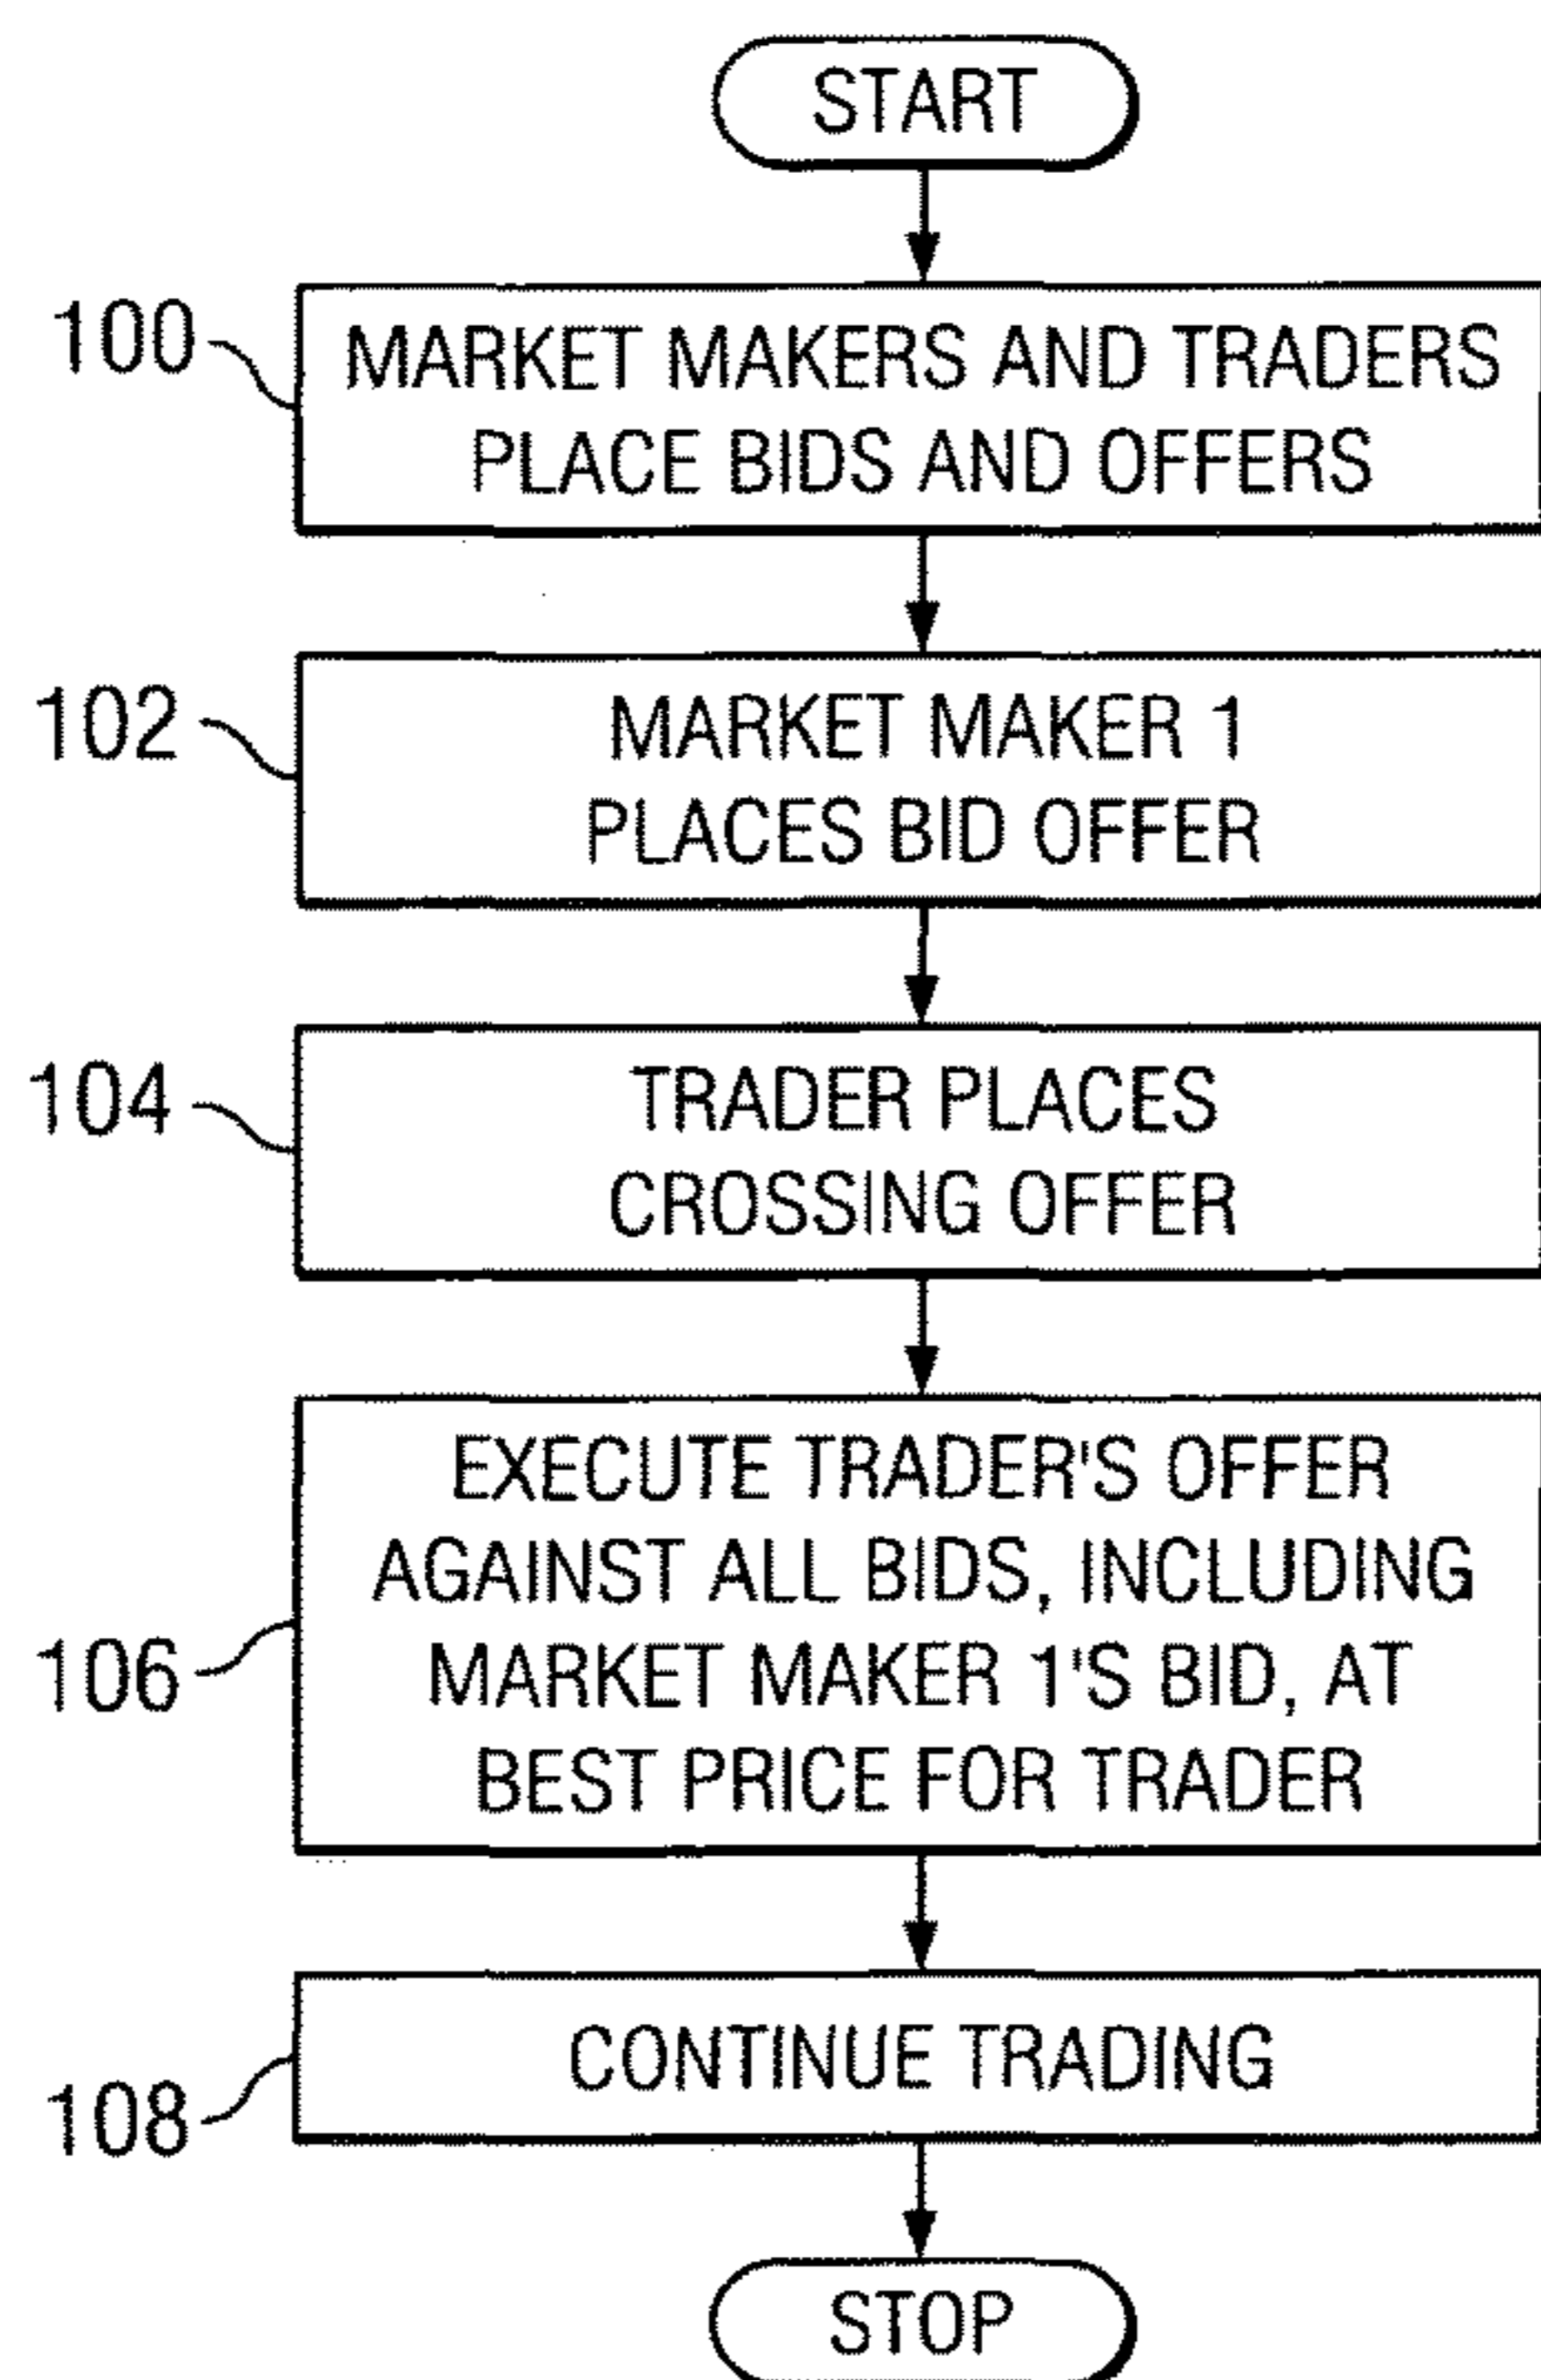 START
100
MARKET MAKERS AND TRADERS
PLACE BIDS AND OFFERS
102
MARKET MAKER 1
PLACES BID OFFER
104
TRADER PLACES
CROSSING OFFER
106
EXECUTE TRADER'S OFFER
AGAINST ALL BIDS, INCLUDING
MARKET MAKER 1'S BID, AT
BEST PRICE FOR TRADER
108
CONTINUE TRADING
STOP